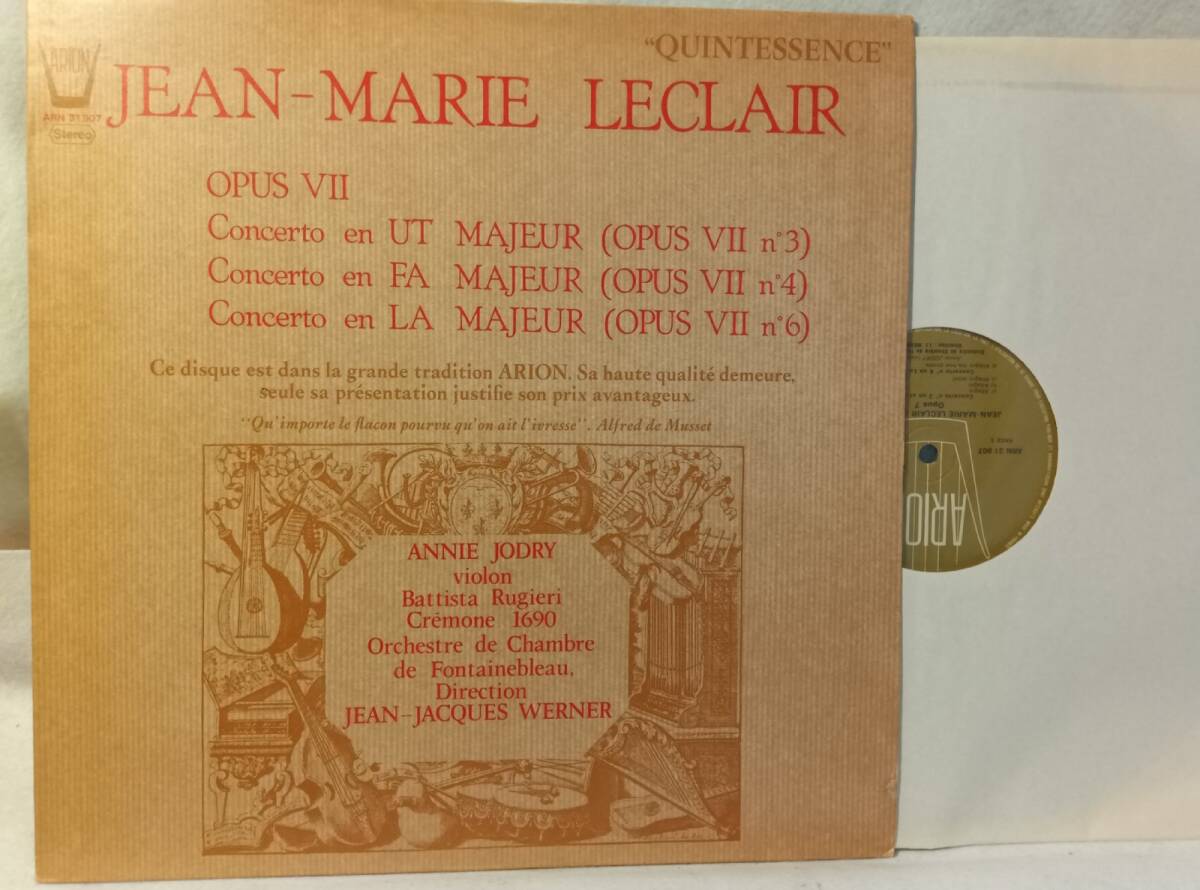 "QUINTESSENCE"
ARION
JEAN-MARIE LECLAIR
ARN 31.907
Stereo
OPUS VII
Concerto en UT MAJEUR (OPUS VII n°3)
Concerto en FA MAJEUR (OPUS VII n°4)
Concerto en LA MAJEUR (OPUS VII n°6)
Ce disque est dans la grande tradition ARION. Sa haute qualité demeure,
seule sa présentation justifie son prix avantageux.
"Qu'importe le flacon pourvu qu'on ait l'ivresse". Alfred de Musset
ANNIE JODRY
violon
Battista Rugieri
Crémone 1690
Orchestre de Chambre
de Fontainebleau,
Direction
JEAN-JACQUES WERNER
ARIO
ARN 31 907
JEAN-MARIE LECLAIR
Opus 7